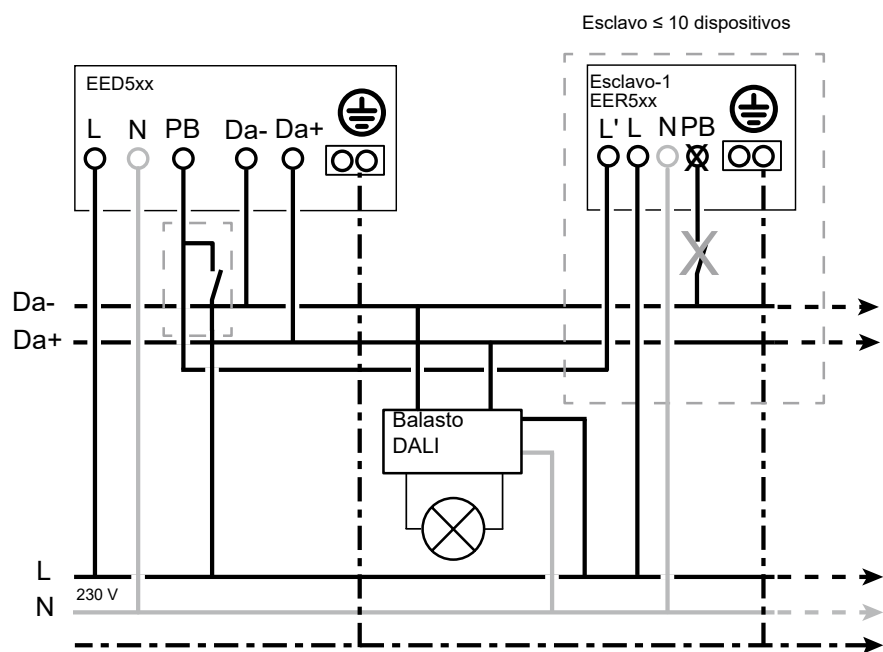 Esclavo ≤ 10 dispositivos
EED5xx
L N PB Da- Da+
Esclavo-1
EER5xx
L' L N PB
Da-
Da+
Balasto
DALI
L
230 V
N